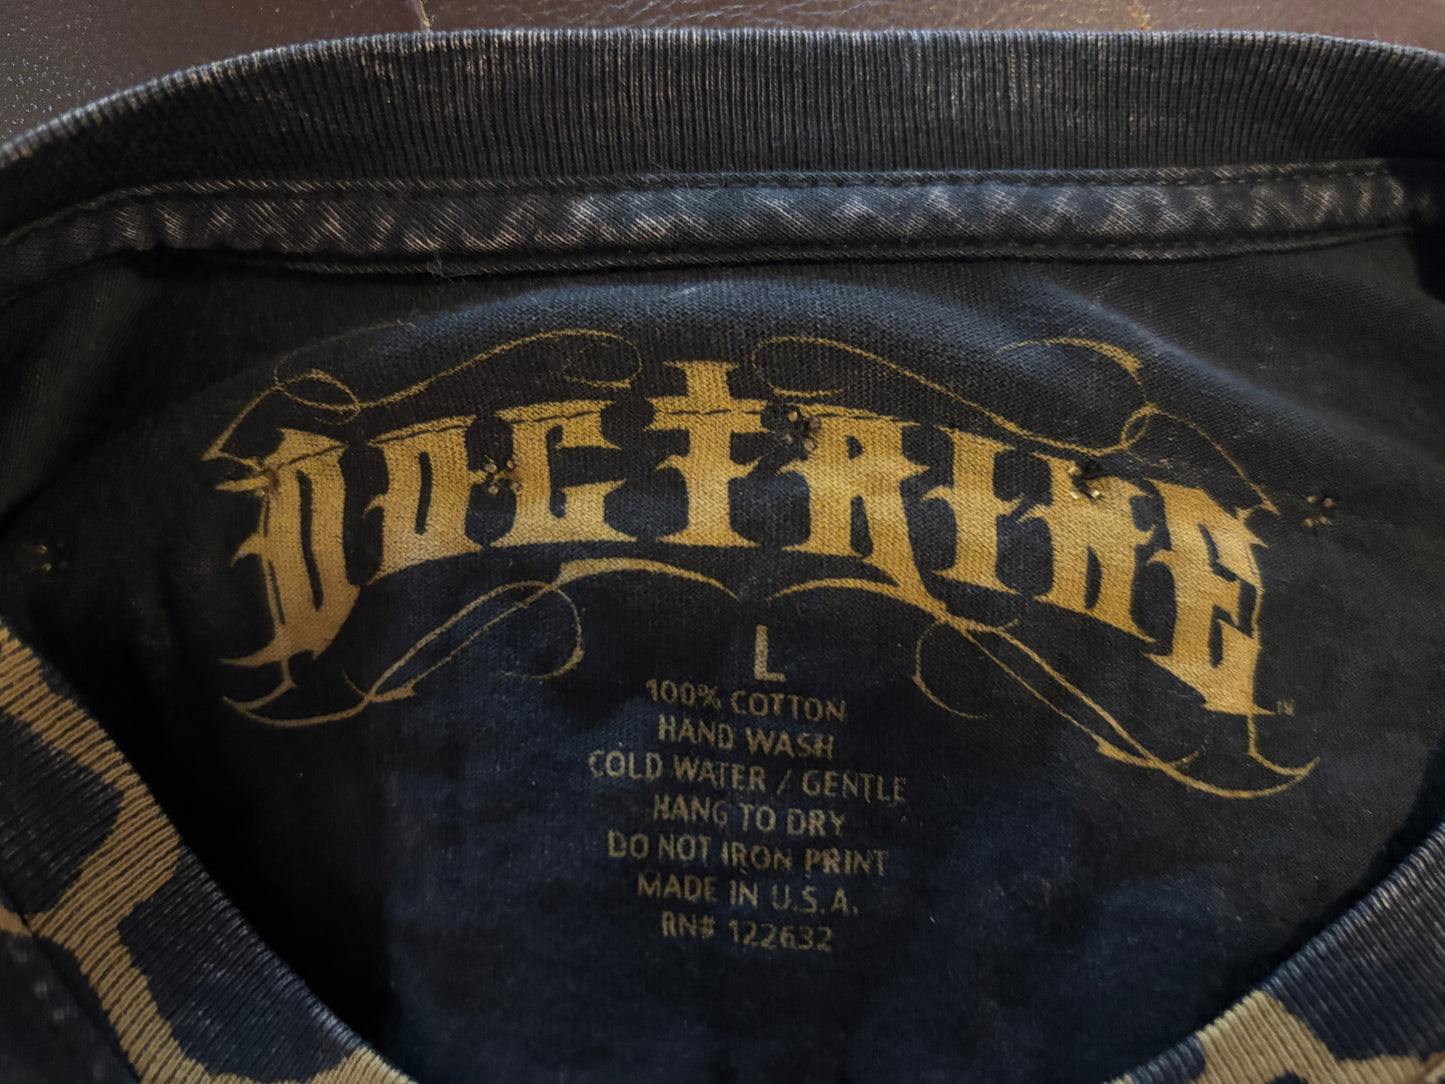 DOCTRINE
TM
L
100% COTTON
HAND WASH
COLD WATER / GENTLE
HANG TO DRY
DO NOT IRON PRINT
MADE IN U.S.A.
RN# 122632